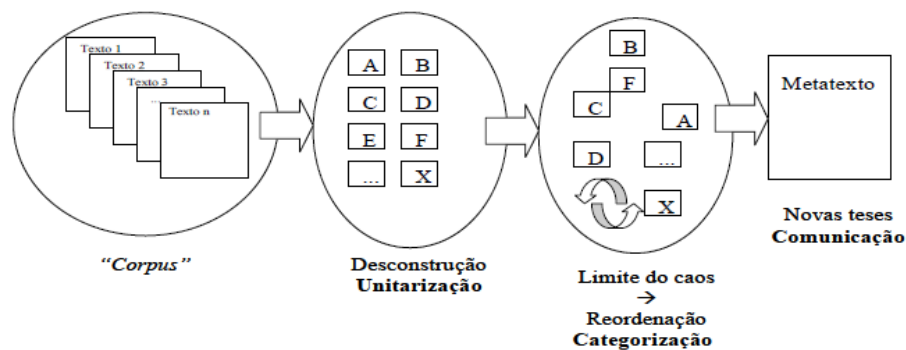 Texto 1
Texto 2
Texto 3
...
Texto n
“Corpus”
A B
C D
E F
... X
Desconstrução
Unitarização
B
F
C
A
D
...
X
Limite do caos
→
Reordenação
Categorização
Metatexto
Novas teses
Comunicação